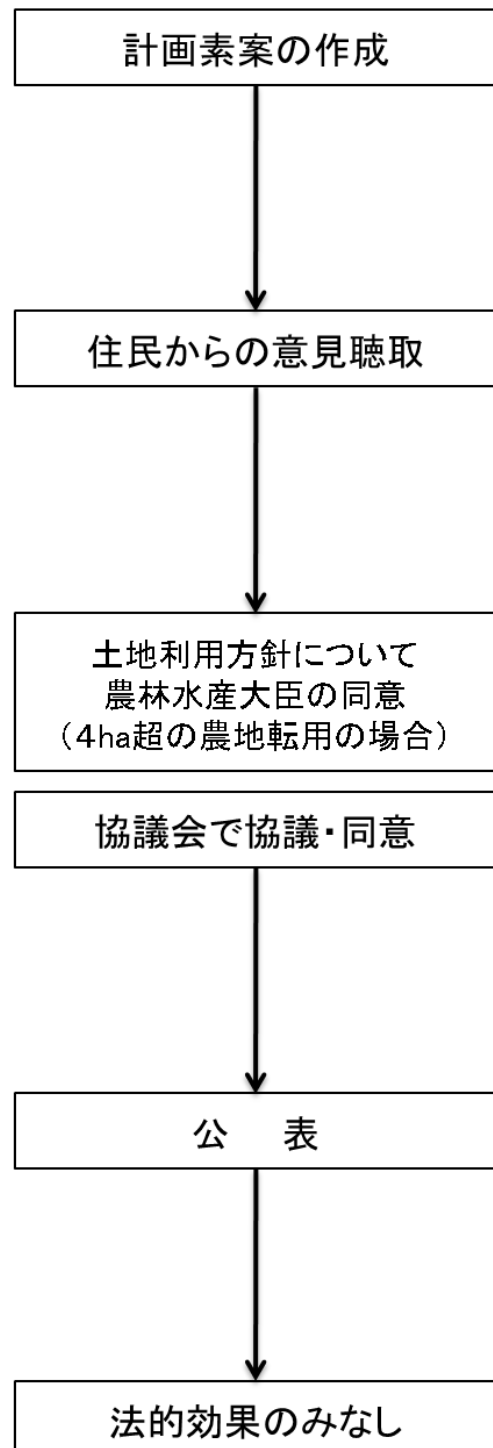 計画素案の作成
住民からの意見聴取
土地利用方針について
農林水産大臣の同意
（4ha超の農地転用の場合）
協議会で協議・同意
公　表
法的効果のみなし